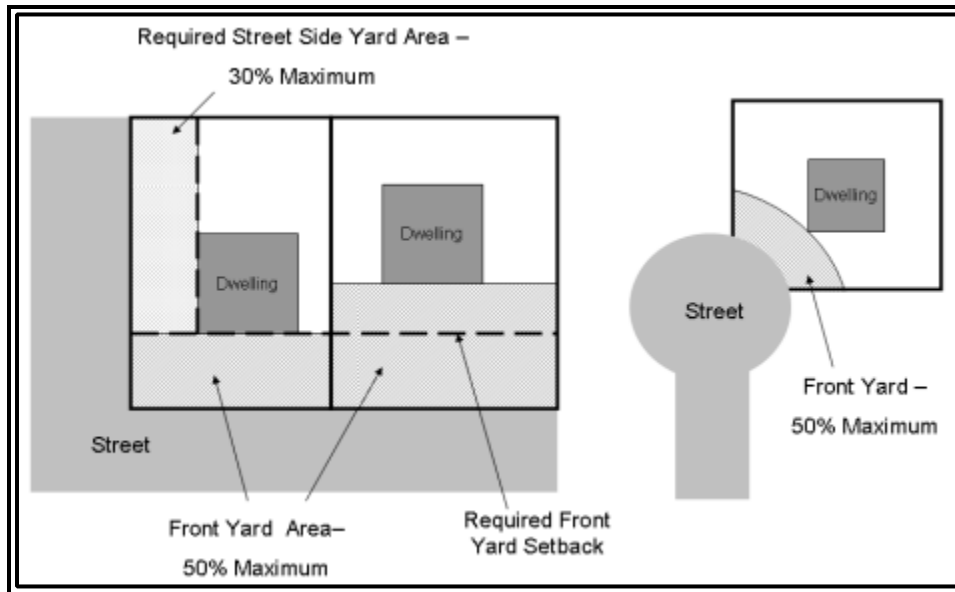 Required Street Side Yard Area –
30% Maximum
Dwelling
Dwelling
Dwelling
Street
Street
Front Yard –
50% Maximum
Front Yard Area–
50% Maximum
Required Front
Yard Setback